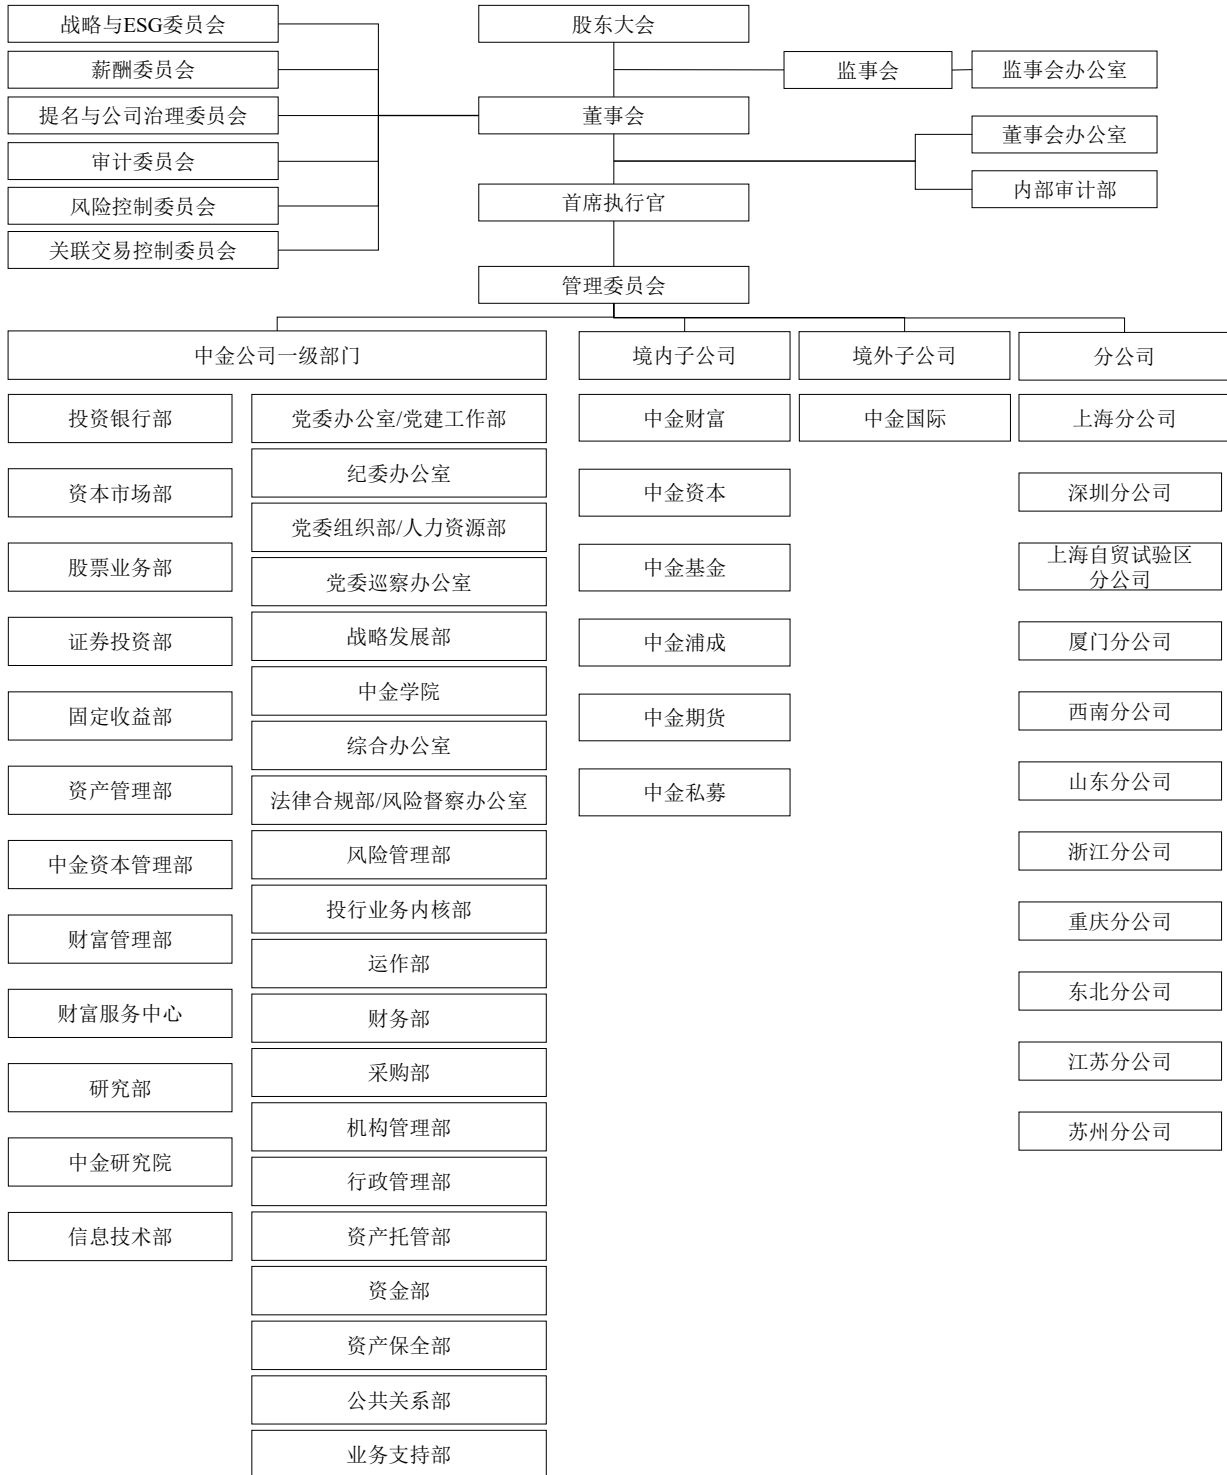 战略与ESG委员会
薪酬委员会
提名与公司治理委员会
审计委员会
风险控制委员会
关联交易控制委员会
股东大会
监事会
监事会办公室
董事会
董事会办公室
内部审计部
首席执行官
管理委员会
中金公司一级部门
境内子公司
境外子公司
分公司
投资银行部
资本市场部
股票业务部
证券投资部
固定收益部
资产管理部
中金资本管理部
财富管理部
财富服务中心
研究部
中金研究院
信息技术部
党委办公室/党建工作部
纪委办公室
党委组织部/人力资源部
党委巡察办公室
战略发展部
中金学院
综合办公室
法律合规部/风险督察办公室
风险管理部
投行业务内核部
运作部
财务部
采购部
机构管理部
行政管理部
资产托管部
资金部
资产保全部
公共关系部
业务支持部
中金财富
中金资本
中金基金
中金浦成
中金期货
中金私募
中金国际
上海分公司
深圳分公司
上海自贸试验区
分公司
厦门分公司
西南分公司
山东分公司
浙江分公司
重庆分公司
东北分公司
江苏分公司
苏州分公司